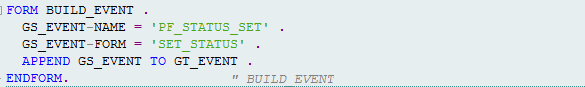 FORM BUILD_EVENT .
GS_EVENT-NAME = 'PF_STATUS_SET' .
GS_EVENT-FORM = 'SET_STATUS' .
APPEND GS_EVENT TO GT_EVENT .
ENDFORM. " BUILD_EVENT